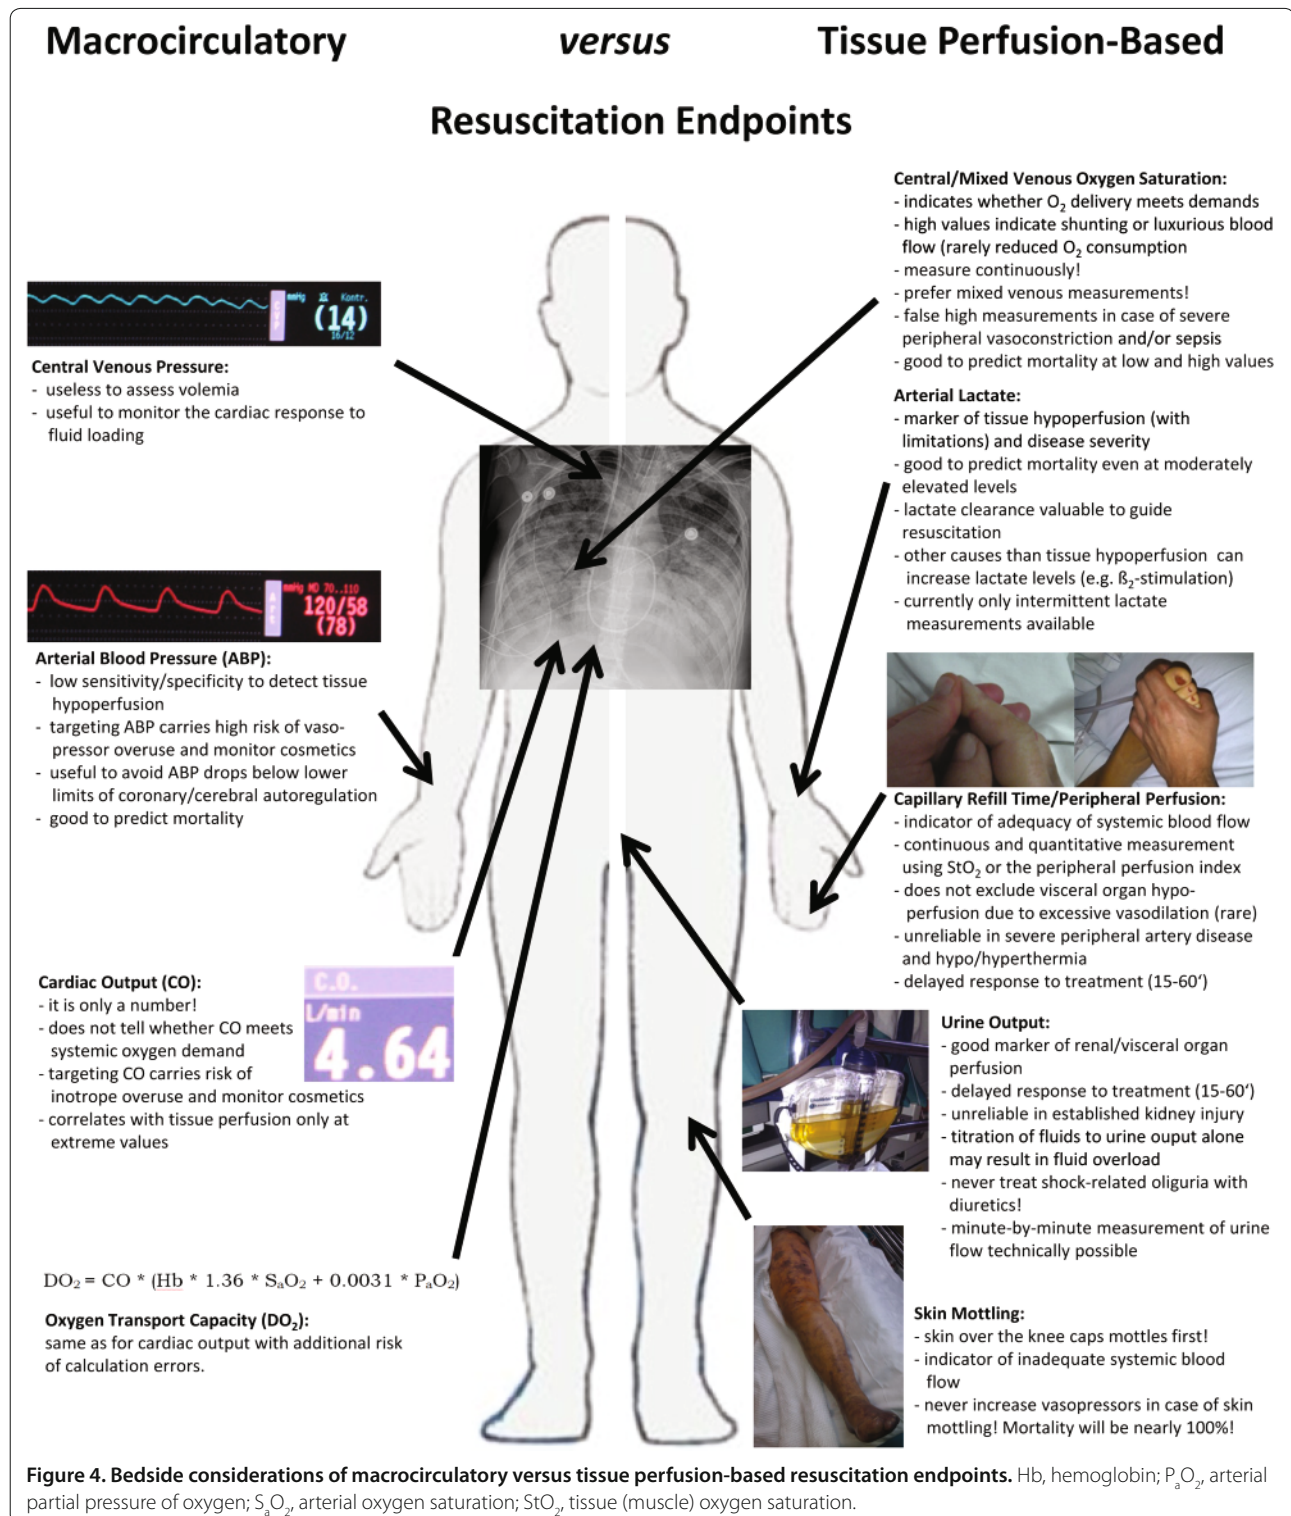 Macrocirculatory versus Tissue Perfusion-Based
Resuscitation Endpoints
mmHg Kontr.
CVP
(14)
16/12
Central Venous Pressure:
- useless to assess volemia
- useful to monitor the cardiac response to
fluid loading
mmHg MD 70..110
Art
120/58
(78)
Arterial Blood Pressure (ABP):
- low sensitivity/specificity to detect tissue
hypoperfusion
- targeting ABP carries high risk of vaso-
pressor overuse and monitor cosmetics
- useful to avoid ABP drops below lower
limits of coronary/cerebral autoregulation
- good to predict mortality
Cardiac Output (CO):
- it is only a number!
- does not tell whether CO meets
systemic oxygen demand
- targeting CO carries risk of
inotrope overuse and monitor cosmetics
- correlates with tissue perfusion only at
extreme values
C.O.
L/min
4.64
DO₂ = CO * (Hb * 1.36 * SₐO₂ + 0.0031 * PₐO₂)
Oxygen Transport Capacity (DO₂):
same as for cardiac output with additional risk
of calculation errors.
Central/Mixed Venous Oxygen Saturation:
- indicates whether O₂ delivery meets demands
- high values indicate shunting or luxurious blood
flow (rarely reduced O₂ consumption
- measure continuously!
- prefer mixed venous measurements!
- false high measurements in case of severe
peripheral vasoconstriction and/or sepsis
- good to predict mortality at low and high values
Arterial Lactate:
- marker of tissue hypoperfusion (with
limitations) and disease severity
- good to predict mortality even at moderately
elevated levels
- lactate clearance valuable to guide
resuscitation
- other causes than tissue hypoperfusion can
increase lactate levels (e.g. ß₂-stimulation)
- currently only intermittent lactate
measurements available
Capillary Refill Time/Peripheral Perfusion:
- indicator of adequacy of systemic blood flow
- continuous and quantitative measurement
using StO₂ or the peripheral perfusion index
- does not exclude visceral organ hypo-
perfusion due to excessive vasodilation (rare)
- unreliable in severe peripheral artery disease
and hypo/hyperthermia
- delayed response to treatment (15-60‘)
Urine Output:
- good marker of renal/visceral organ
perfusion
- delayed response to treatment (15-60‘)
- unreliable in established kidney injury
- titration of fluids to urine ouput alone
may result in fluid overload
- never treat shock-related oliguria with
diuretics!
- minute-by-minute measurement of urine
flow technically possible
Skin Mottling:
- skin over the knee caps mottles first!
- indicator of inadequate systemic blood
flow
- never increase vasopressors in case of skin
mottling! Mortality will be nearly 100%!
Figure 4. Bedside considerations of macrocirculatory versus tissue perfusion-based resuscitation endpoints. Hb, hemoglobin; PₐO₂, arterial
partial pressure of oxygen; SₐO₂, arterial oxygen saturation; StO₂, tissue (muscle) oxygen saturation.